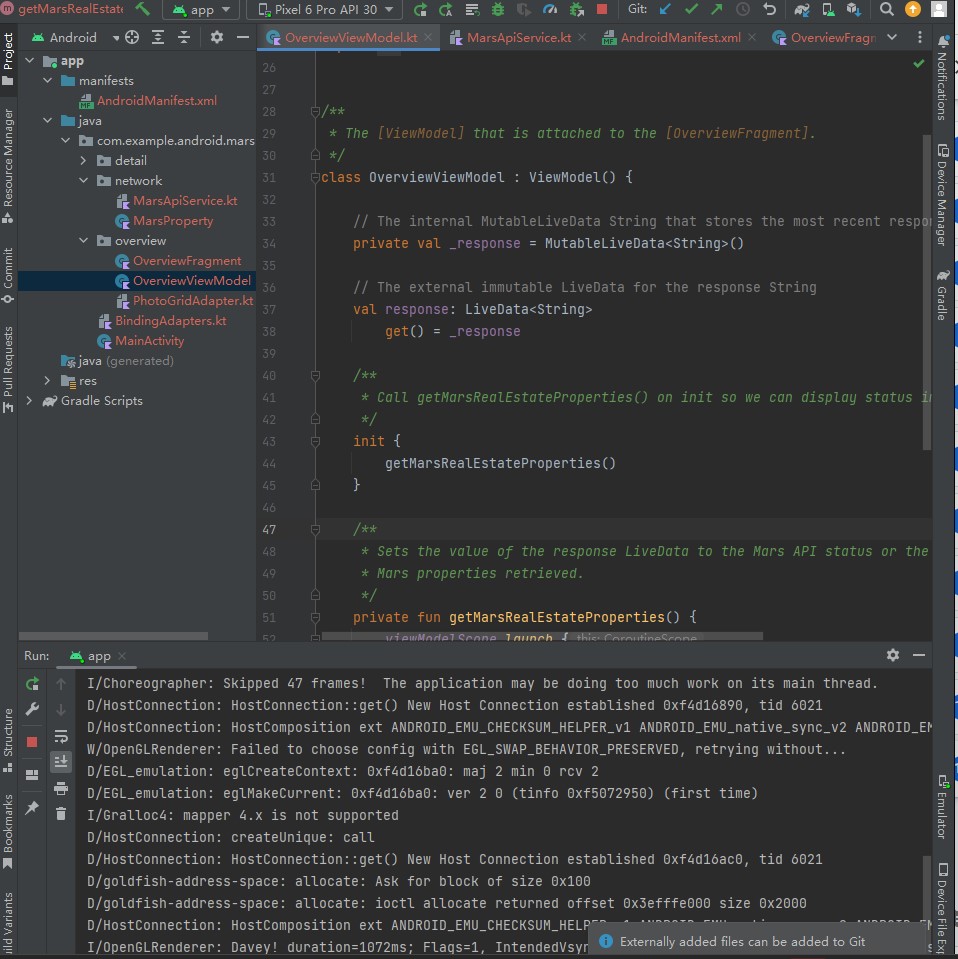 getMarsRealEstate
app
Pixel 6 Pro API 30
Git:
Project
Resource Manager
Commit
Pull Requests
Structure
Bookmarks
Build Variants
Android
app
manifests
AndroidManifest.xml
java
com.example.android.mars
detail
network
MarsApiService.kt
MarsProperty
overview
OverviewFragment
OverviewViewModel
PhotoGridAdapter.kt
BindingAdapters.kt
MainActivity
java (generated)
res
Gradle Scripts
OverviewViewModel.kt
MarsApiService.kt
AndroidManifest.xml
OverviewFragn
26
27
28 /**
29 * The [ViewModel] that is attached to the [OverviewFragment].
30 */
31 class OverviewViewModel : ViewModel() {
32
33 // The internal MutableLiveData String that stores the most recent respo
34 private val _response = MutableLiveData<String>()
35
36 // The external immutable LiveData for the response String
37 val response: LiveData<String>
38 get() = _response
39
40 /**
41 * Call getMarsRealEstateProperties() on init so we can display status i
42 */
43 init {
44 getMarsRealEstateProperties()
45 }
46
47 /**
48 * Sets the value of the response LiveData to the Mars API status or the
49 * Mars properties retrieved.
50 */
51 private fun getMarsRealEstateProperties() {
52 viewModelScope.launch { this: CoroutineScope
Notifications
Device Manager
Gradle
Emulator
Device File Ex
Run: app
I/Choreographer: Skipped 47 frames! The application may be doing too much work on its main thread.
D/HostConnection: HostConnection::get() New Host Connection established 0xf4d16890, tid 6021
D/HostConnection: HostComposition ext ANDROID_EMU_CHECKSUM_HELPER_v1 ANDROID_EMU_native_sync_v2 ANDROID_EM
W/OpenGLRenderer: Failed to choose config with EGL_SWAP_BEHAVIOR_PRESERVED, retrying without...
D/EGL_emulation: eglCreateContext: 0xf4d16ba0: maj 2 min 0 rcv 2
D/EGL_emulation: eglMakeCurrent: 0xf4d16ba0: ver 2 0 (tinfo 0xf5072950) (first time)
I/Gralloc4: mapper 4.x is not supported
D/HostConnection: createUnique: call
D/HostConnection: HostConnection::get() New Host Connection established 0xf4d16ac0, tid 6021
D/goldfish-address-space: allocate: Ask for block of size 0x100
D/goldfish-address-space: allocate: ioctl allocate returned offset 0x3efffe000 size 0x2000
D/HostConnection: HostComposition ext ANDROID_EMU_CHECKSUM_HELP
I/OpenGLRenderer: Davey! duration=1072ms; Flags=1, IntendedVsyn
Externally added files can be added to Git